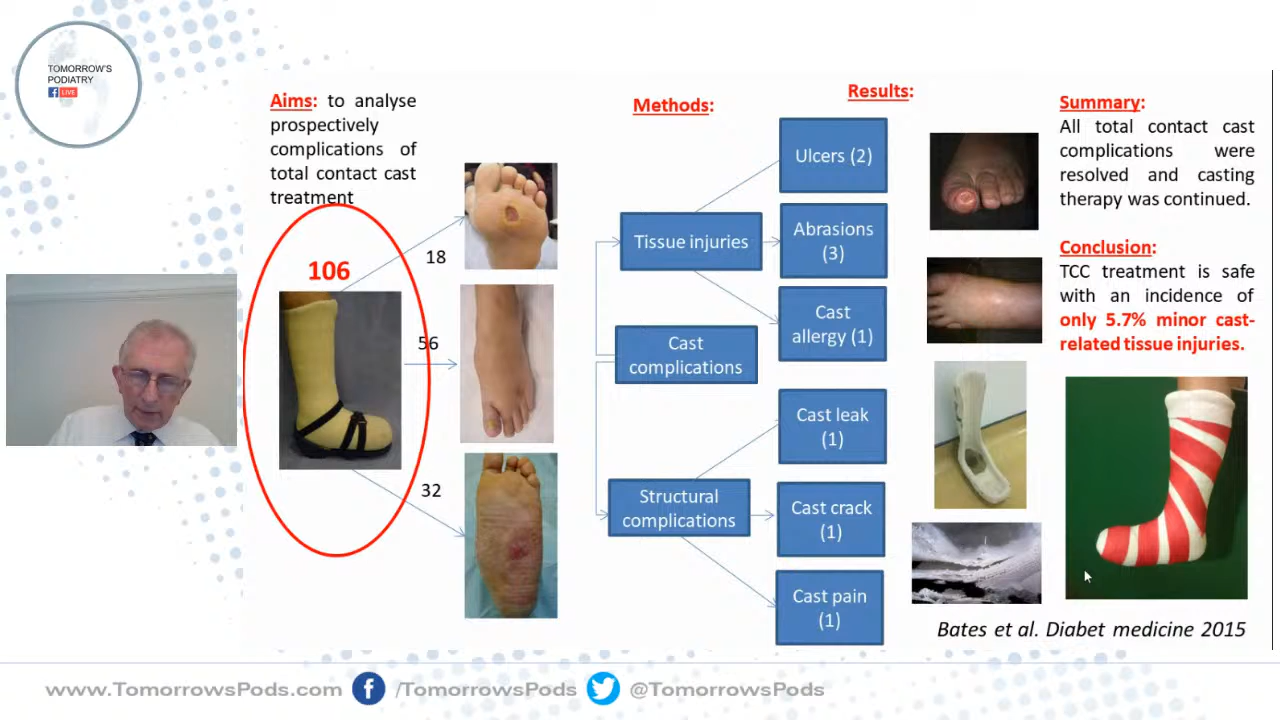 TOMORROW'S
PODIATRY
f LIVE
Aims: to analyse
prospectively
complications of
total contact cast
treatment
106
18
56
32
Methods:
Results:
Tissue injuries
Cast
complications
Structural
complications
Ulcers (2)
Abrasions
(3)
Cast
allergy (1)
Cast leak
(1)
Cast crack
(1)
Cast pain
(1)
Summary:
All total contact cast
complications were
resolved and casting
therapy was continued.
Conclusion:
TCC treatment is safe
with an incidence of
only 5.7% minor cast-
related tissue injuries.
Bates et al. Diabet medicine 2015
www.TomorrowsPods.com f /TomorrowsPods @TomorrowsPods